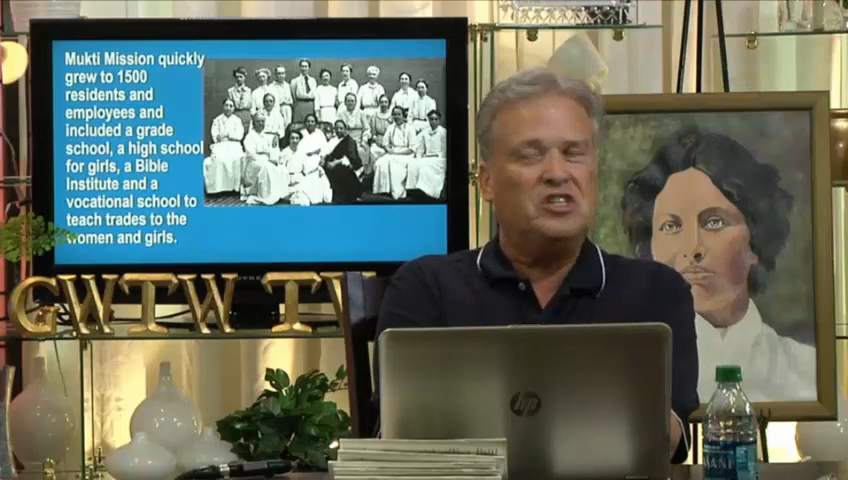 Mukti Mission quickly
grew to 1500
residents and
employees and
included a grade
school, a high school
for girls, a Bible
Institute and a
vocational school to
teach trades to the
women and girls.
GWTW TV
hp